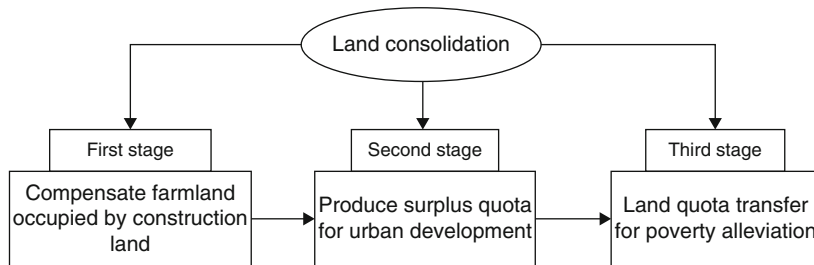 Land consolidation
First stage
Second stage
Third stage
Compensate farmland
occupied by construction
land
Produce surplus quota
for urban development
Land quota transfer
for poverty alleviation